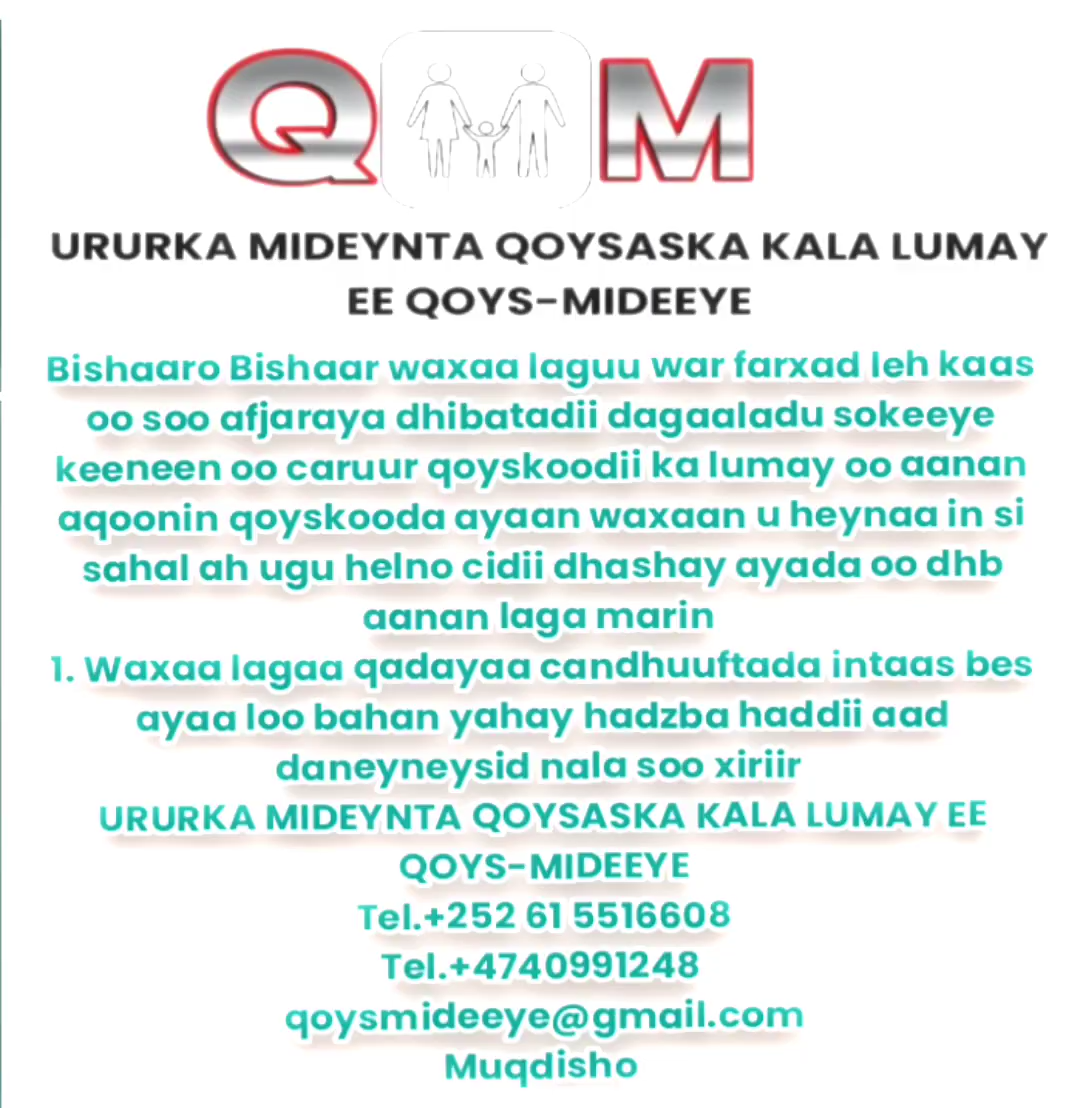 Q M
URURKA MIDEYNTA QOYSASKA KALA LUMAY
EE QOYS-MIDEEYE
Bishaaro Bishaar waxaa laguu war farxad leh kaas
oo soo afjaraya dhibatadii dagaaladu sokeeye
keeneen oo caruur qoyskoodii ka lumay oo aanan
aqoonin qoyskooda ayaan waxaan u heynaa in si
sahal ah ugu helno cidii dhashay ayada oo dhb
aanan laga marin
1. Waxaa lagaa qadayaa candhuuftada intaas bes
ayaa loo bahan yahay hadzba haddii aad
daneyneysid nala soo xiriir
URURKA MIDEYNTA QOYSASKA KALA LUMAY EE
QOYS-MIDEEYE
Tel.+252 61 5516608
Tel.+4740991248
qoysmideeye@gmail.com
Muqdisho